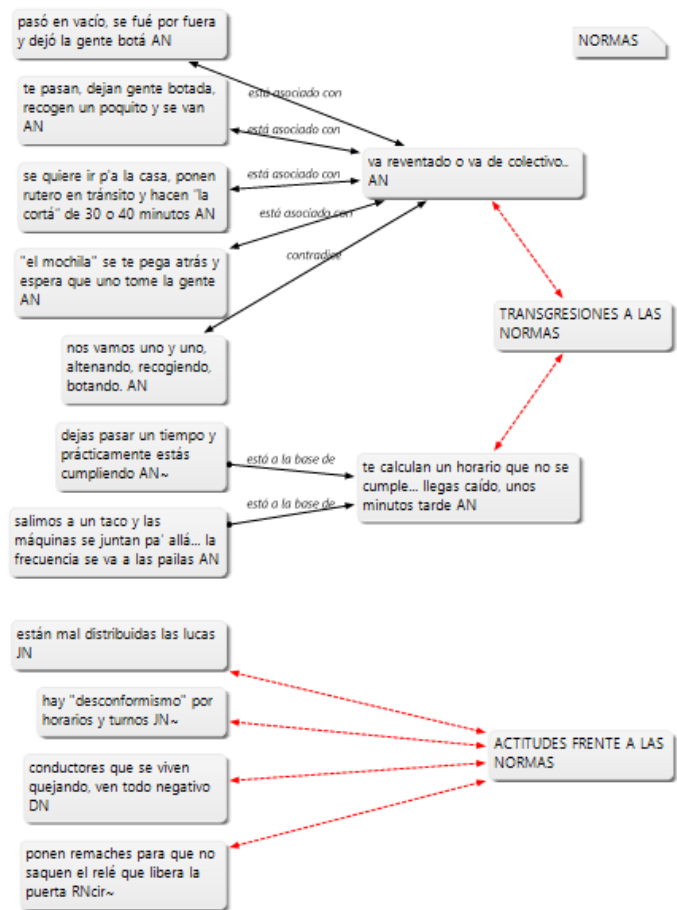 pasó en vacío, se fué por fuera
y dejó la gente botá AN
NORMAS
te pasan, dejan gente botada,
recogen un poquito y se van
AN
está asociado con
está asociado con
va reventado o va de colectivo..
AN
se quiere ir p'a la casa, ponen
rutero en tránsito y hacen "la
cortá" de 30 o 40 minutos AN
está asociado con
está asociado con
"el mochila" se te pega atrás y
espera que uno tome la gente
AN
contradice
TRANSGRESIONES A LAS
NORMAS
nos vamos uno y uno,
altenando, recogiendo,
botando. AN
dejas pasar un tiempo y
prácticamente estás
cumpliendo AN~
está a la base de
te calculan un horario que no se
cumple... llegas caído, unos
minutos tarde AN
está a la base de
salimos a un taco y las
máquinas se juntan pa' allá... la
frecuencia se va a las pailas AN
están mal distribuidas las lucas
JN
hay "desconformismo" por
horarios y turnos JN~
ACTITUDES FRENTE A LAS
NORMAS
conductores que se viven
quejando, ven todo negativo
DN
ponen remaches para que no
saquen el relé que libera la
puerta RNcir~